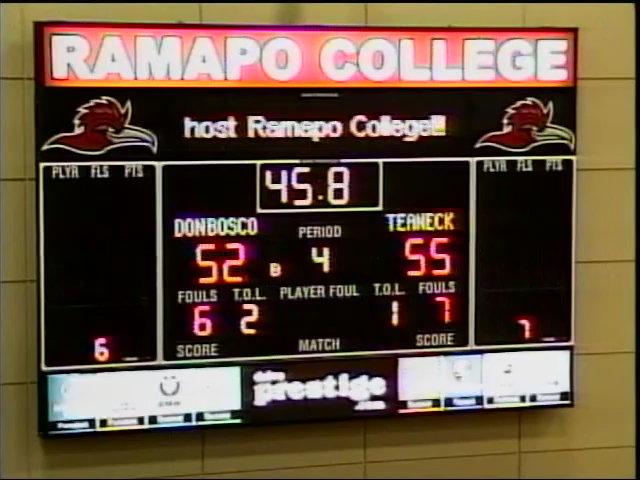 RAMAPO COLLEGE
host Ramapo College!!
PLYR FLS PTS
45.8
PLYR FLS PTS
DONBOSCO PERIOD TEANECK
52 B 4 55
FOULS T.O.L. PLAYER FOUL T.O.L. FOULS
6 6 2 1 7 7
SCORE MATCH SCORE
prestige
.com